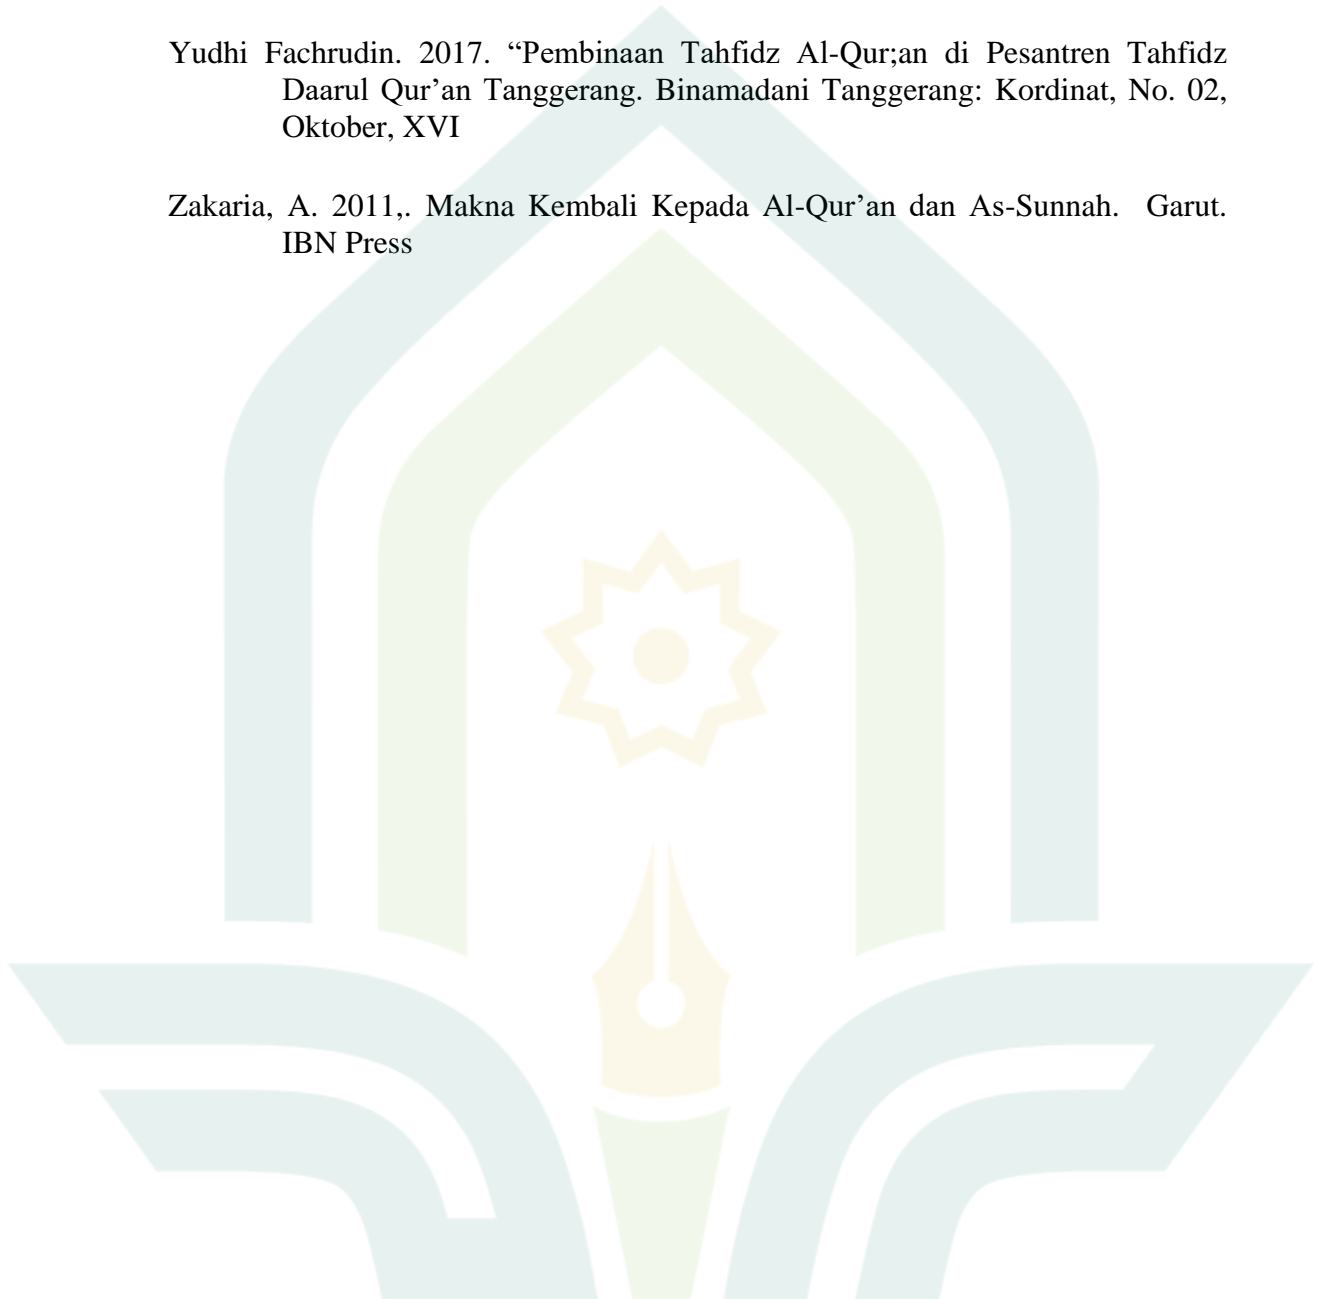 Yudhi Fachrudin. 2017. “Pembinaan Tahfidz Al-Qur;an di Pesantren Tahfidz
Daarul Qur’an Tanggerang. Binamadani Tanggerang: Kordinat, No. 02,
Oktober, XVI
Zakaria, A. 2011,. Makna Kembali Kepada Al-Qur’an dan As-Sunnah. Garut.
IBN Press